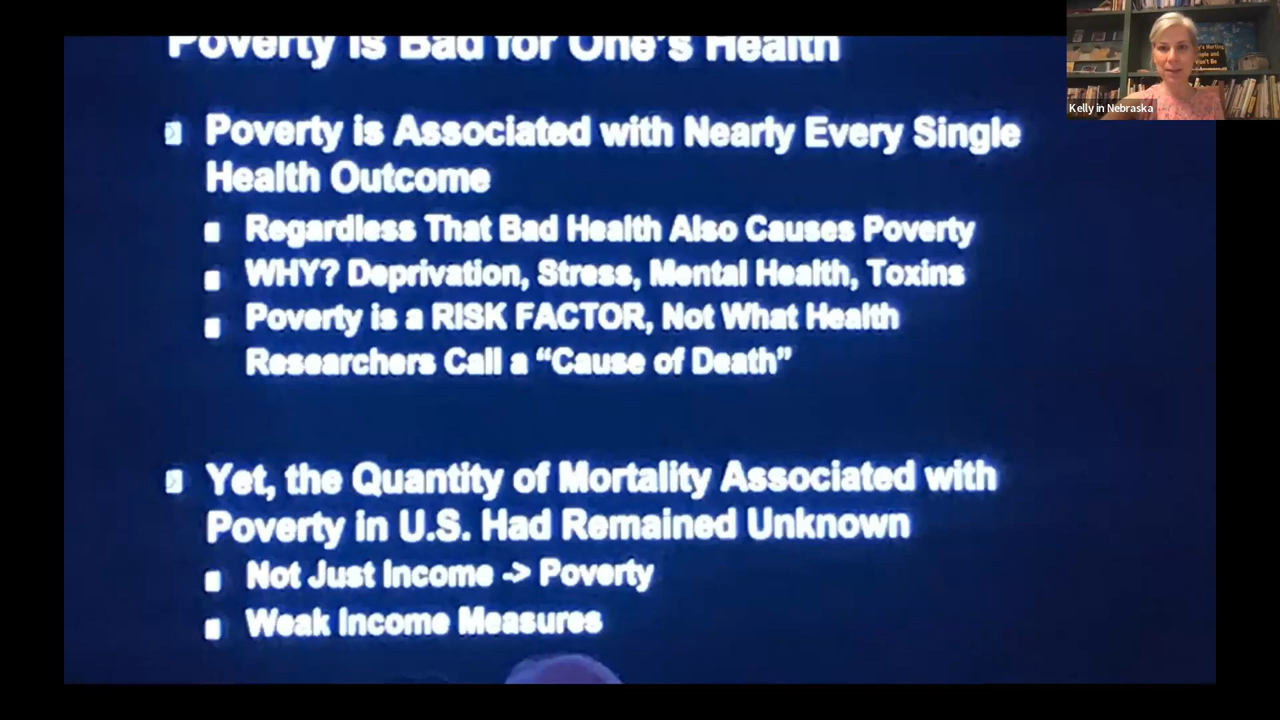 Poverty is Bad for One's Health
Kelly in Nebraska
Poverty is Associated with Nearly Every Single
Health Outcome
Regardless That Bad Health Also Causes Poverty
WHY? Deprivation, Stress, Mental Health, Toxins
Poverty is a RISK FACTOR, Not What Health
Researchers Call a “Cause of Death”
Yet, the Quantity of Mortality Associated with
Poverty in U.S. Had Remained Unknown
Not Just Income -> Poverty
Weak Income Measures